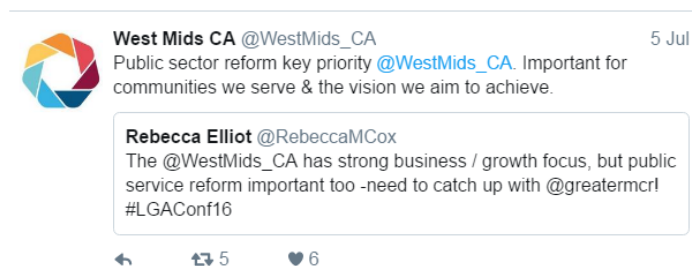 West Mids CA @WestMids_CA 5 Jul
Public sector reform key priority @WestMids_CA. Important for
communities we serve & the vision we aim to achieve.
Rebecca Elliot @RebeccaMCox
The @WestMids_CA has strong business / growth focus, but public
service reform important too -need to catch up with @greatermcr!
#LGAConf16
5 6